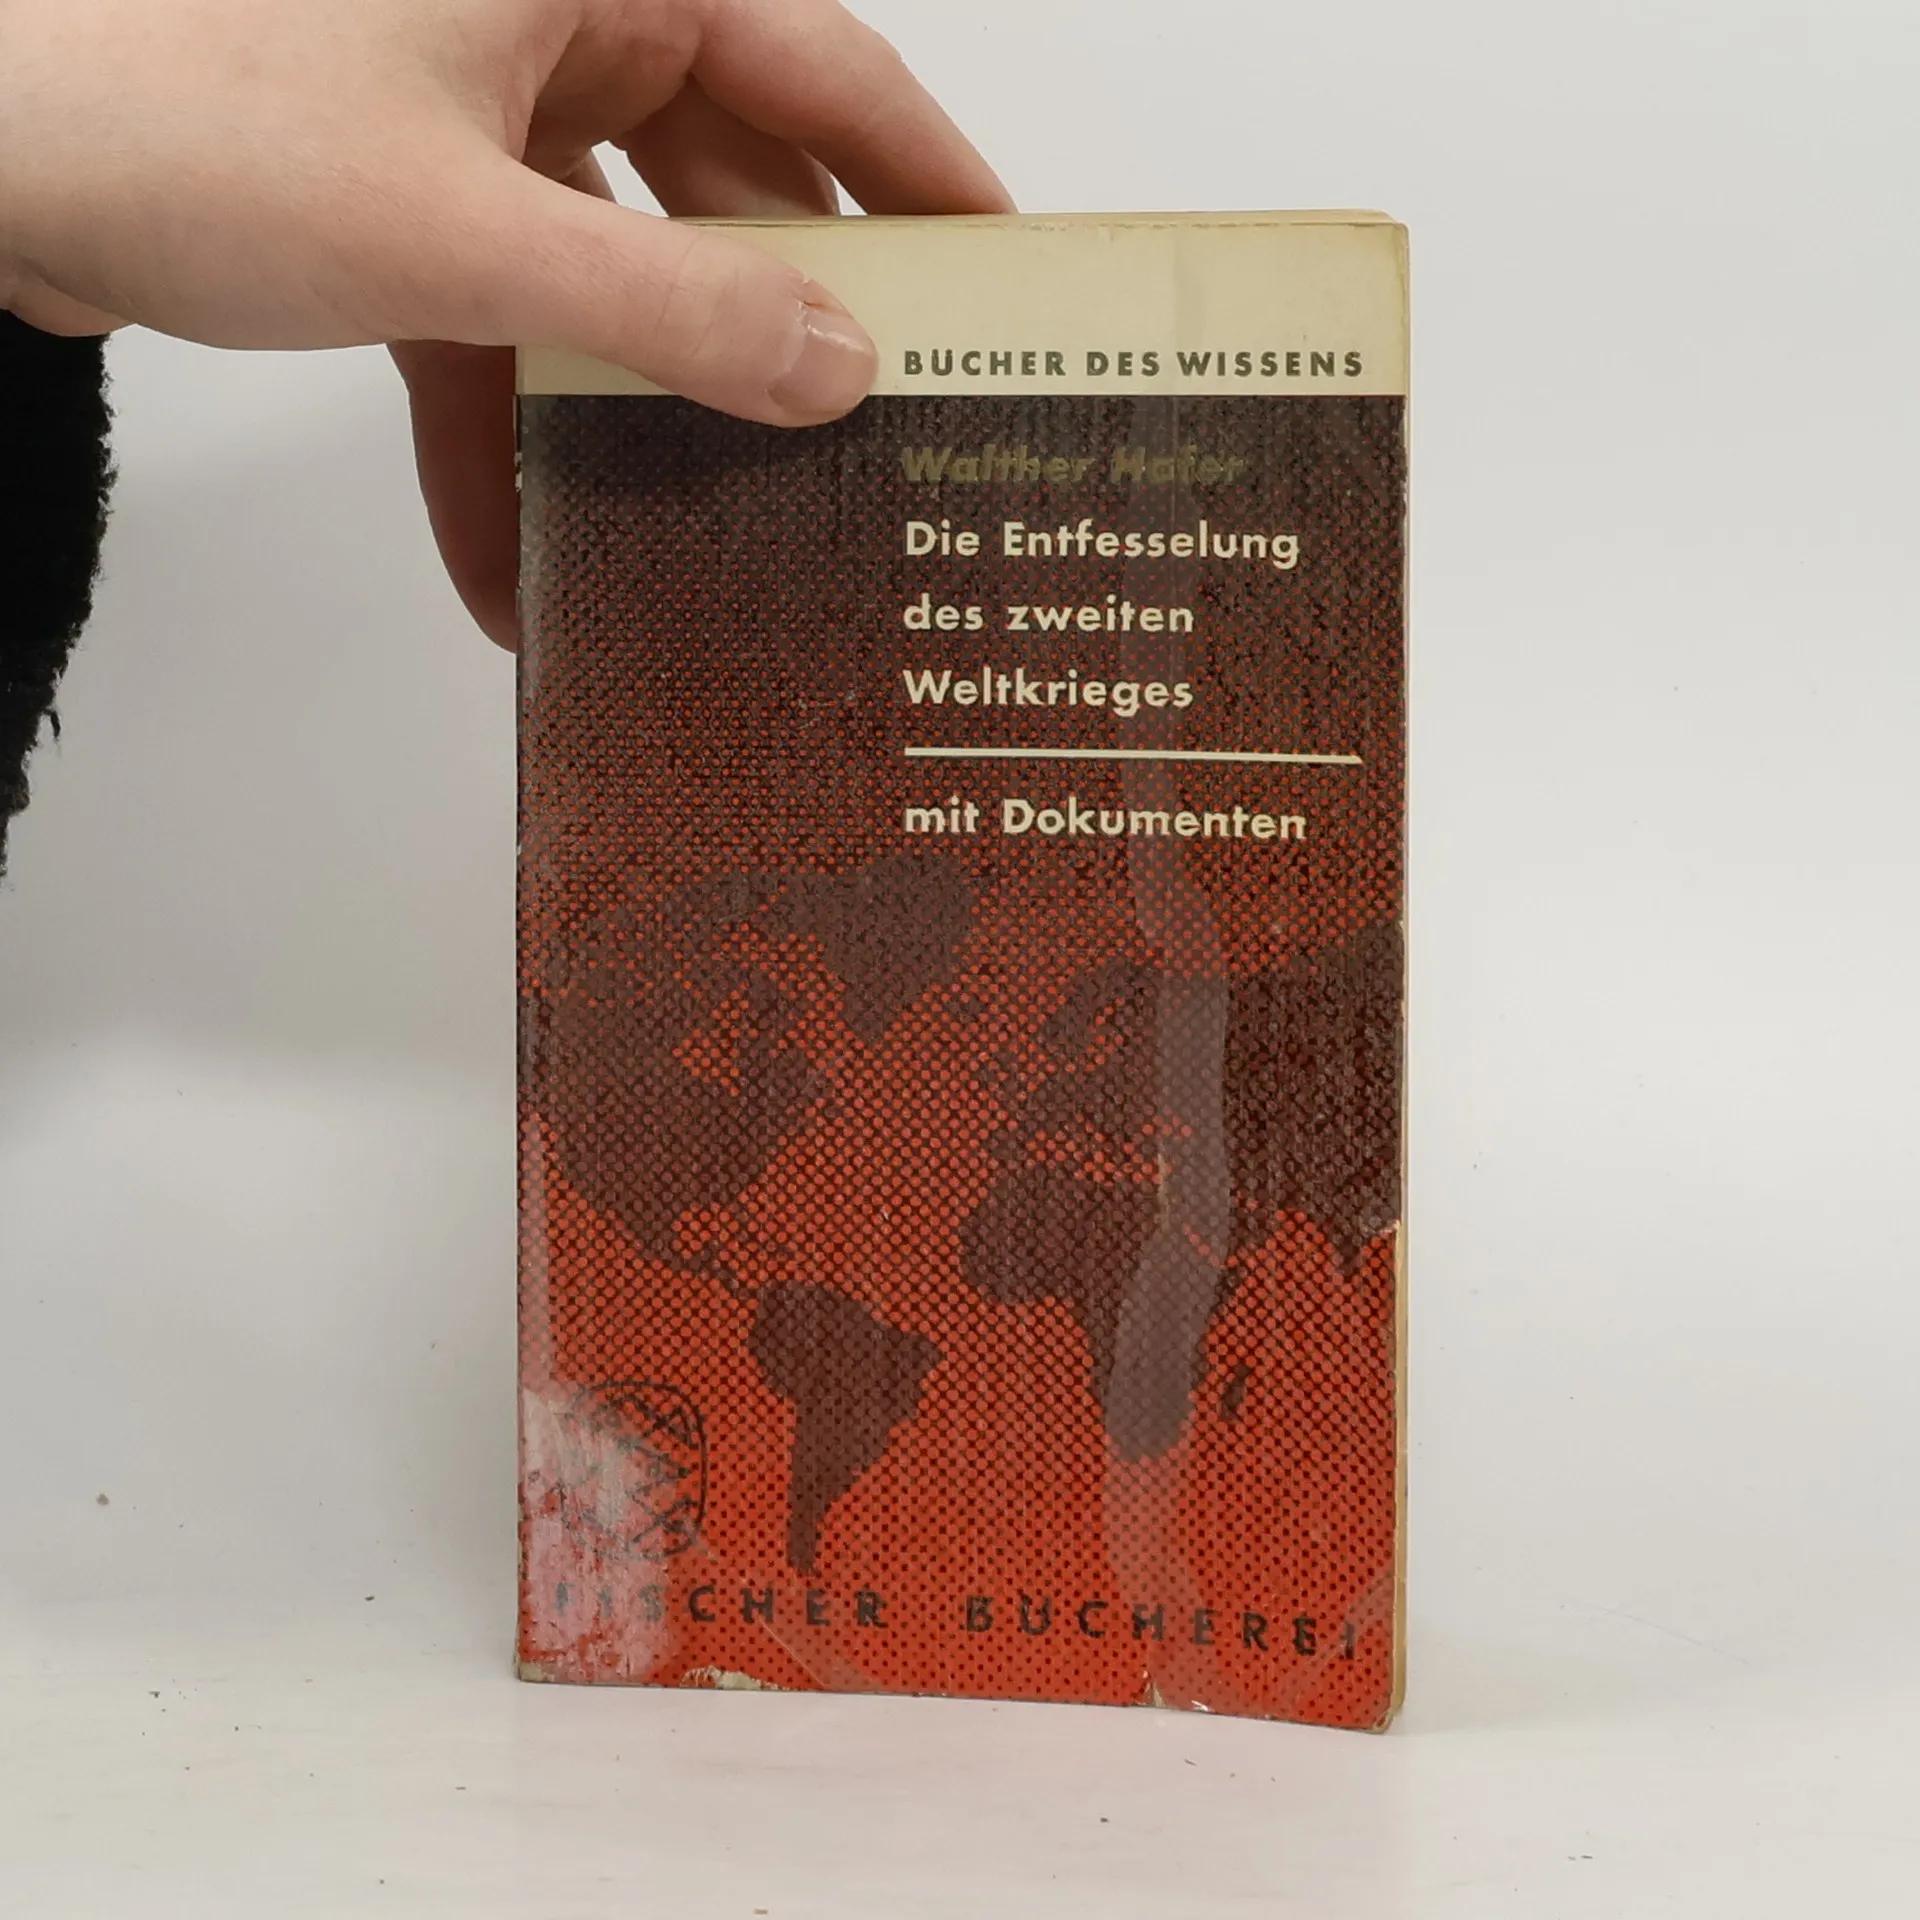 BÜCHER DES WISSENS
Walther Hofer
Die Entfesselung
des zweiten
Weltkrieges
mit Dokumenten
FISCHER BÜCHEREI